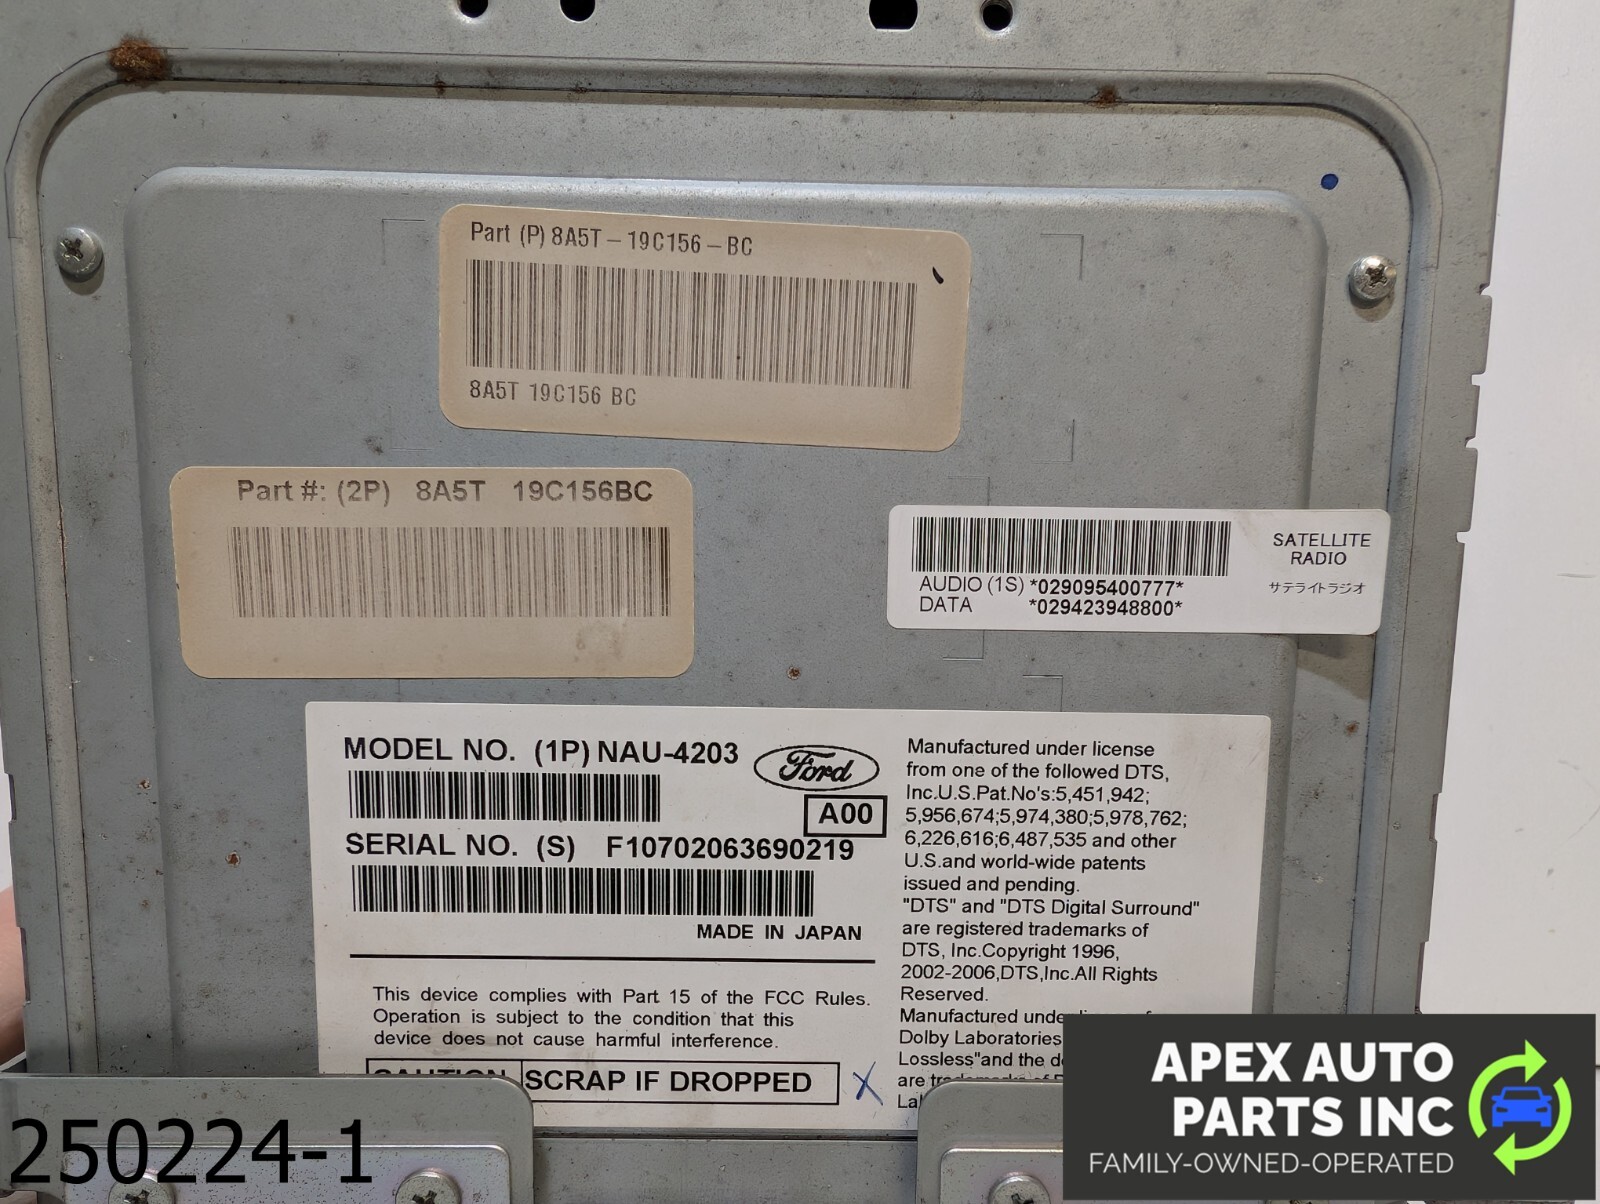 Part (P) 8A5T-19C156-BC
8A5T 19C156 BC
Part #: (2P) 8A5T 19C156BC
SATELLITE
RADIO
サテライトラジオ
AUDIO (1S) *029095400777*
DATA *029423948800*
MODEL NO. (1P) NAU-4203
Ford
A00
SERIAL NO. (S) F10702063690219
MADE IN JAPAN
This device complies with Part 15 of the FCC Rules.
Operation is subject to the condition that this
device does not cause harmful interference.
CAUTION SCRAP IF DROPPED
X
Manufactured under license
from one of the followed DTS,
Inc.U.S.Pat.No's:5,451,942;
5,956,674;5,974,380;5,978,762;
6,226,616;6,487,535 and other
U.S.and world-wide patents
issued and pending.
"DTS" and "DTS Digital Surround"
are registered trademarks of
DTS, Inc.Copyright 1996,
2002-2006,DTS,Inc.All Rights
Reserved.
Manufactured under
Dolby Laboratories
Lossless"and the
are trademarks of
250224-1
APEX AUTO
PARTS INC
FAMILY-OWNED-OPERATED